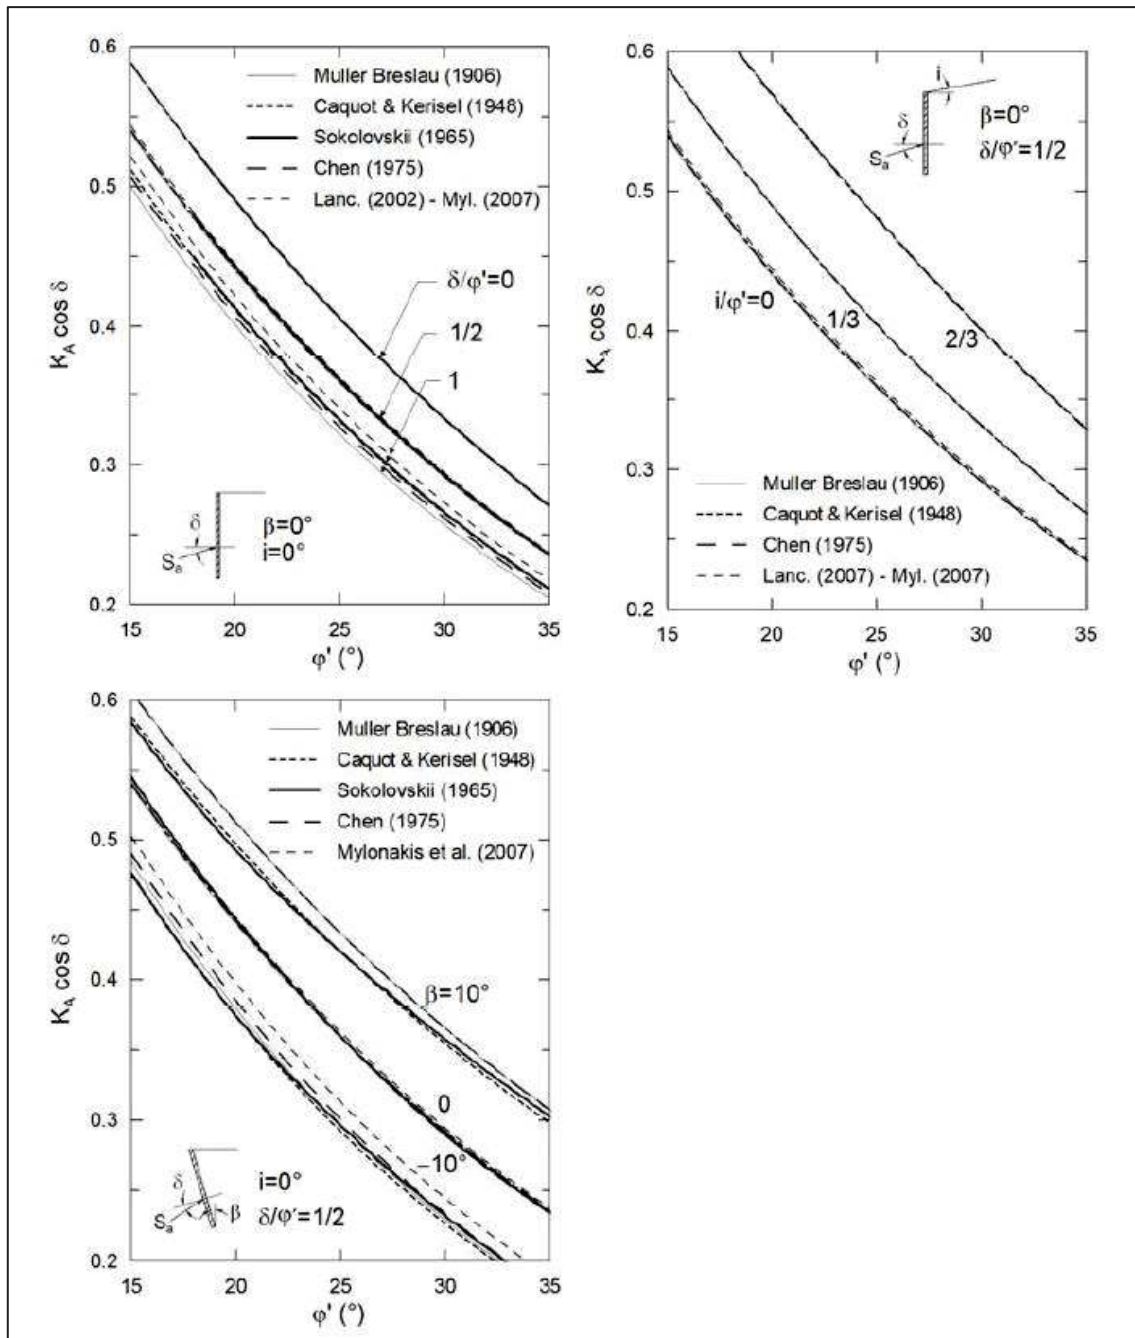 0.6
0.5
0.4
0.3
0.2
K_A cos δ
15 20 25 30 35
φ' (°)
Muller Breslau (1906)
Caquot & Kerisel (1948)
Sokolovskii (1965)
Chen (1975)
Lanc. (2002) - Myl. (2007)
δ/φ'=0
1/2
1
δ
S_a
β=0°
i=0°
0.6
0.5
0.4
0.3
0.2
K_A cos δ
15 20 25 30 35
φ' (°)
i
δ
S_a
β=0°
δ/φ'=1/2
i/φ'=0
1/3
2/3
Muller Breslau (1906)
Caquot & Kerisel (1948)
Chen (1975)
Lanc. (2007) - Myl. (2007)
0.6
0.5
0.4
0.3
0.2
K_A cos δ
15 20 25 30 35
φ' (°)
Muller Breslau (1906)
Caquot & Kerisel (1948)
Sokolovskii (1965)
Chen (1975)
Mylonakis et al. (2007)
β=10°
0
-10°
δ
S_a
β
i=0°
δ/φ'=1/2